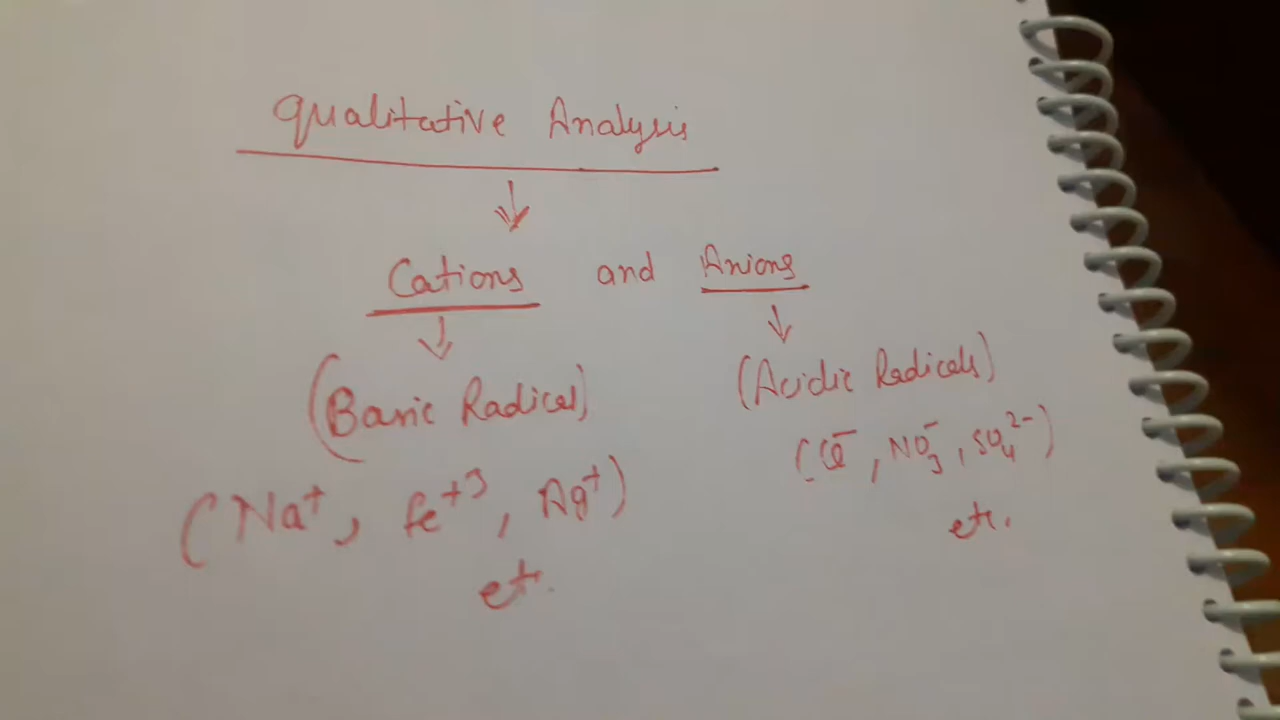 Qualitative Analysis
↓
Cations and Anions
↓ ↓
(Basic Radical) (Acidic Radicals)
(Na⁺, Fe⁺³, Ag⁺) (Cl⁻, NO₃⁻, SO₄²⁻)
etc. etc.